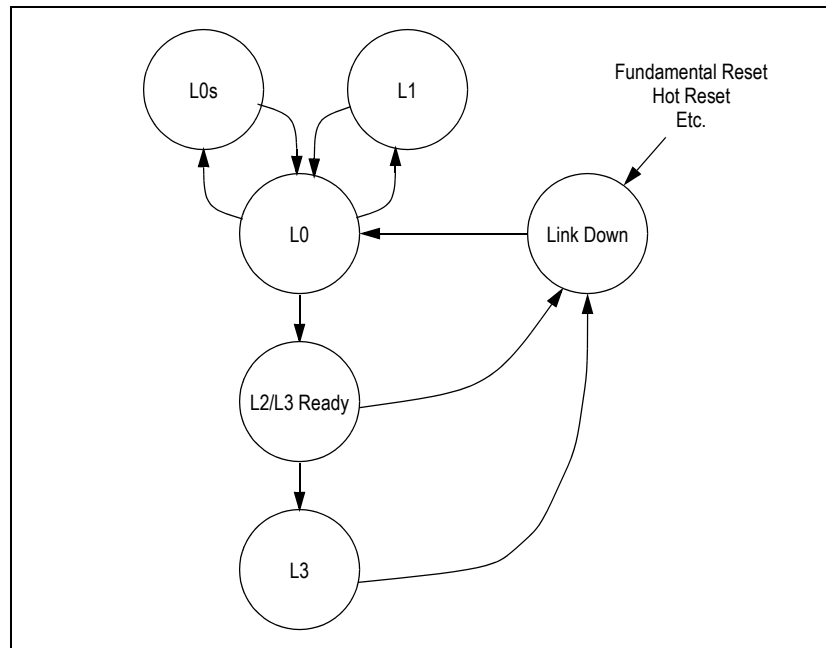 L0s
L1
Fundamental Reset
Hot Reset
Etc.
L0
Link Down
L2/L3 Ready
L3